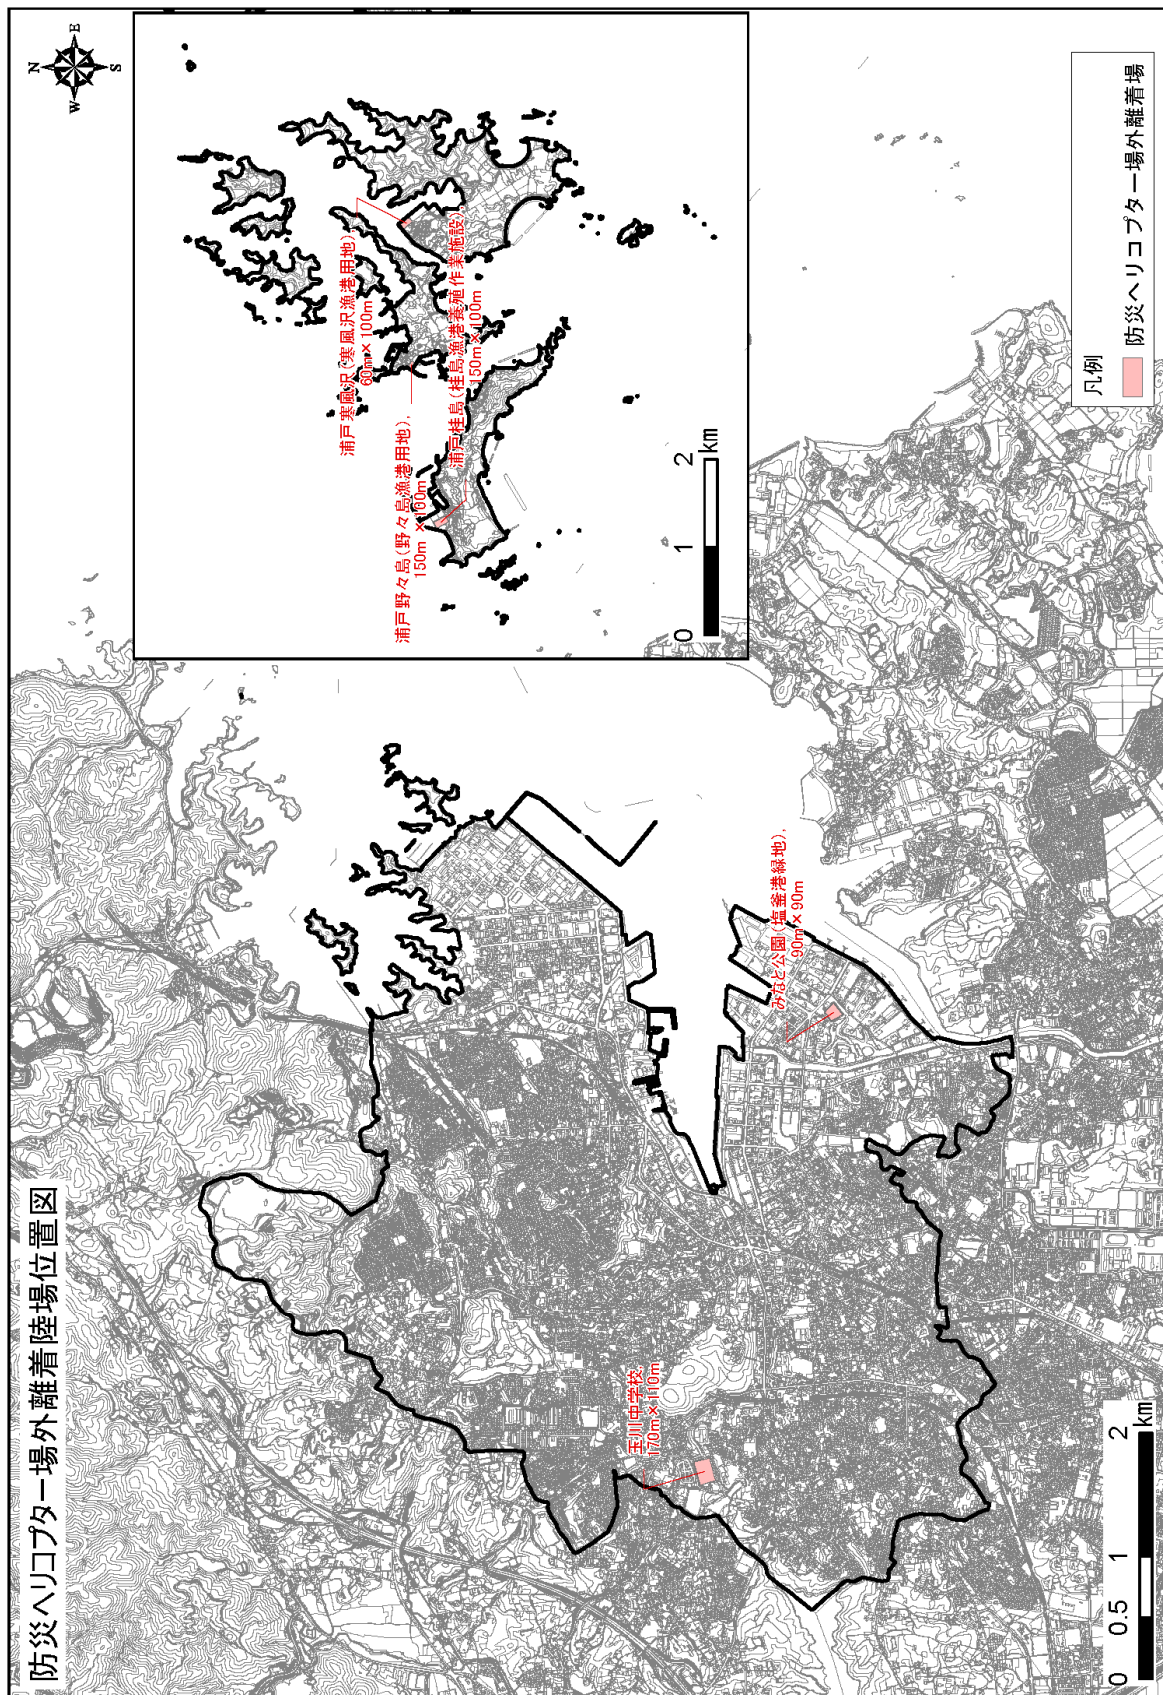 防災ヘリコプター場外離着陸場位置図
N
W
E
S
浦戸寒風沢(寒風沢漁港用地),
60m×100m
浦戸野々島(野々島漁港用地),
150m×100m
浦戸桂島(桂島漁港養殖作業施設),
150m×100m
0 1 2
km
みなと公園(塩釜港緑地),
90m×90m
玉川中学校,
170m×110m
凡例
防災ヘリコプター場外離着場
0 0.5 1 2
km